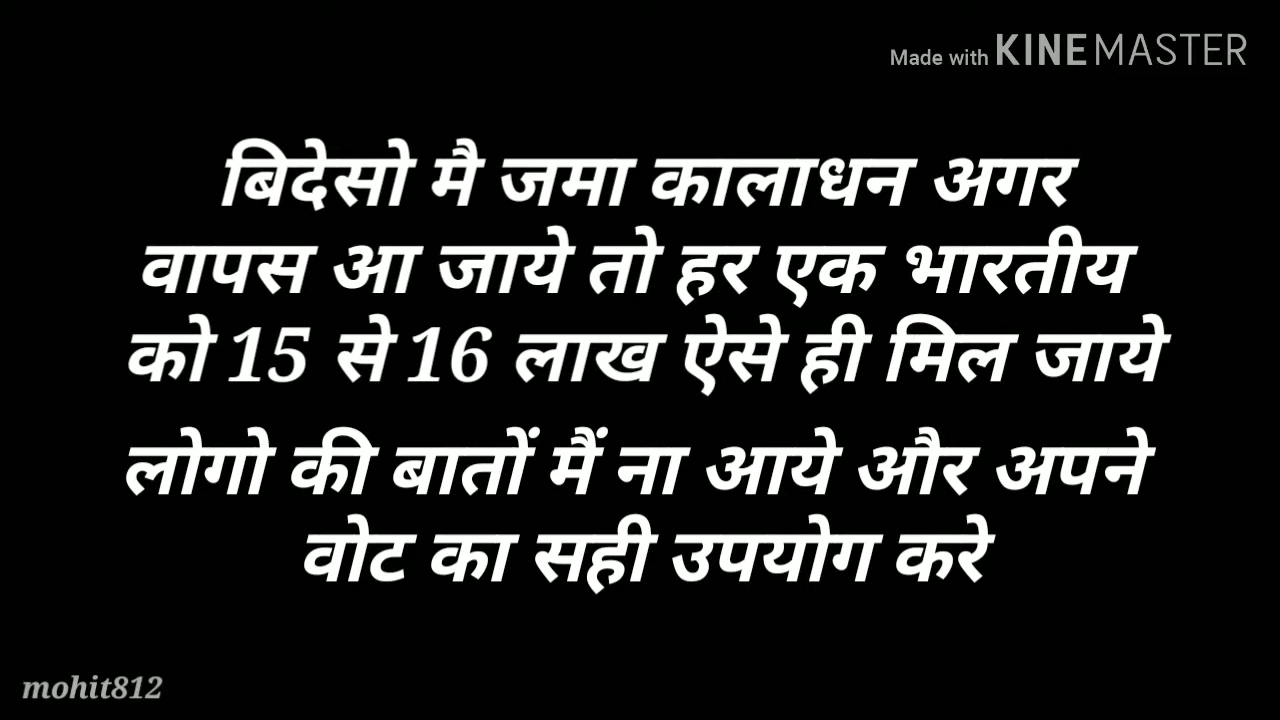 Made with KINEMASTER
बिदेसो मै जमा कालाधन अगर
वापस आ जाये तो हर एक भारतीय
को 15 से 16 लाख ऐसे ही मिल जाये
लोगो की बातों मैं ना आये और अपने
वोट का सही उपयोग करे
mohit812